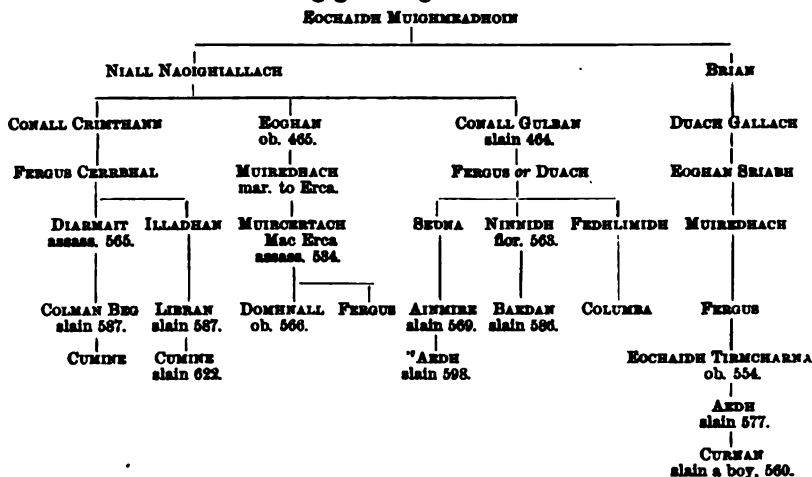 EOCHAIDH MUIGHMEADHOIN
NIALL NAOIGHIALLACH BRIAN
CONALL CRIMTHANN EOGHAN CONALL GULBAN DUACH GALLACH
ob. 465. slain 464.
FERGUS CERRBHAL MUIREDHACH FERGUS or DUACH EOGHAN SRIABH
mar. to Erca.
DIARMAIT ILLADHAN MUIRCERTACH SEDNA NINNIDH FEDHLIMIDH MUIREDHACH
assass. 565. Mac Erca flor. 563.
assass. 534.
COLMAN BEG LIBRAN DOMHNALL FERGUS AINMIRE BAEDAN COLUMBA FERGUS
slain 587. slain 587. ob. 566. slain 569. slain 586.
CUMINE CUMINE AEDH EOCHAIDH TIRMCHARNA
slain 622. slain 598. ob. 554.
AEDH
slain 577.
CURNAN
slain a boy, 560.